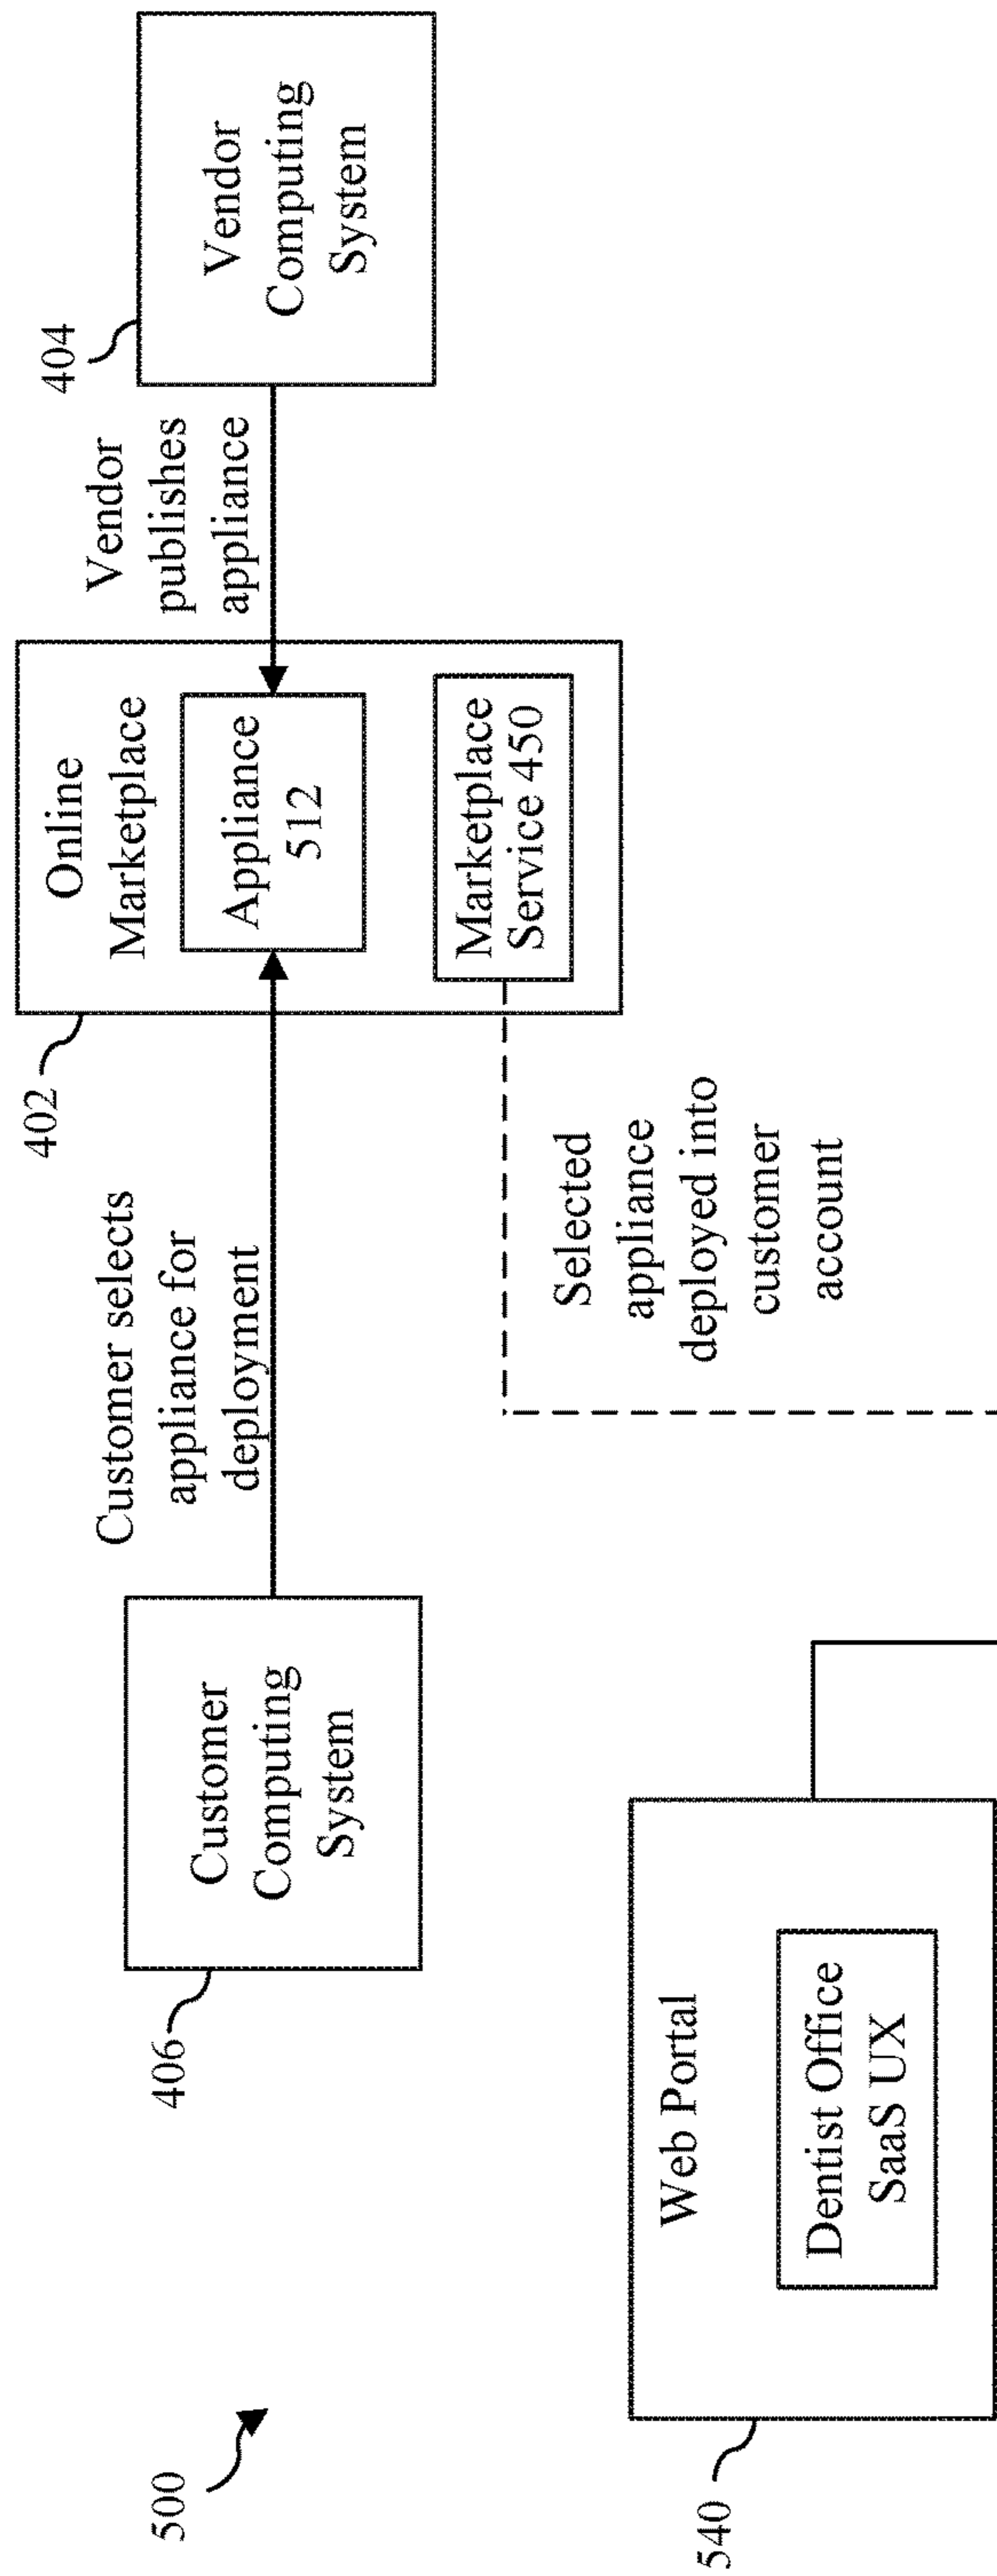 500
406
Customer
Computing
System
Customer selects
appliance for
deployment
402
Online
Marketplace
Appliance
512
Marketplace
Service 450
Vendor
publishes
appliance
404
Vendor
Computing
System
Selected
appliance
deployed into
customer
account
540
Web Portal
Dentist Office
SaaS UX